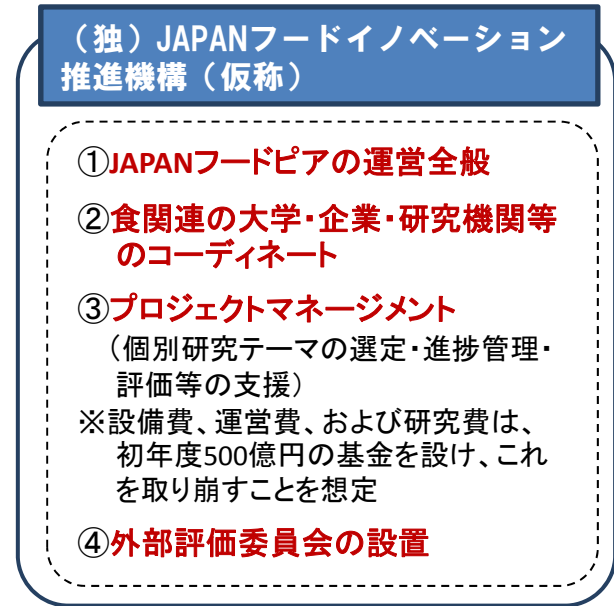 （独）JAPANフードイノベーション
推進機構（仮称）
①JAPANフードピアの運営全般
②食関連の大学・企業・研究機関等
のコーディネート
③プロジェクトマネージメント
（個別研究テーマの選定・進捗管理・
評価等の支援）
※設備費、運営費、および研究費は、
初年度500億円の基金を設け、これ
を取り崩すことを想定
④外部評価委員会の設置